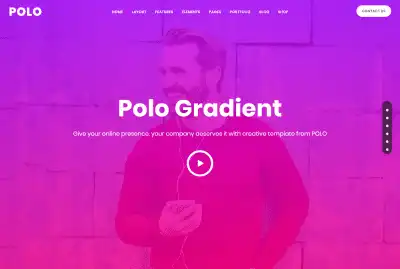 POLO
HOME LAYOUT FEATURES ELEMENTS PAGES PORTFOLIO BLOG SHOP
CONTACT US
Polo Gradient
Give your online presence, your company deserves it with creative template from POLO